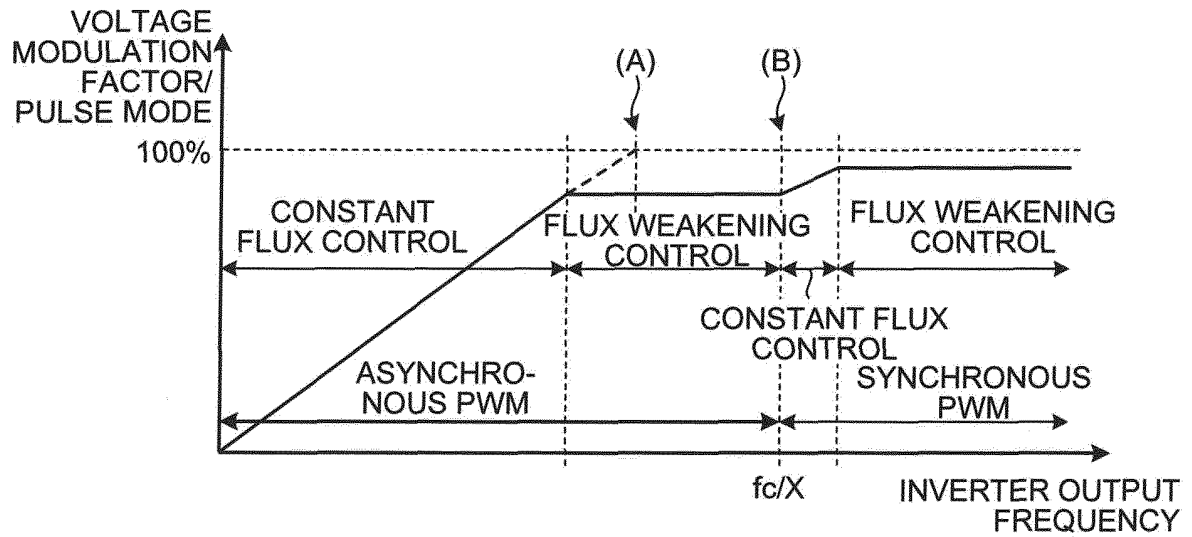 VOLTAGE
MODULATION
FACTOR/
PULSE MODE
(A)
(B)
100%
CONSTANT
FLUX CONTROL
FLUX WEAKENING
CONTROL
FLUX WEAKENING
CONTROL
CONSTANT FLUX
CONTROL
ASYNCHRO-
NOUS PWM
SYNCHRONOUS
PWM
fc/X
INVERTER OUTPUT
FREQUENCY